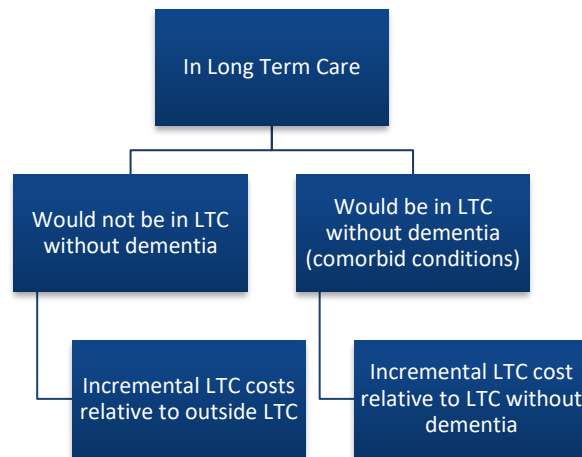 In Long Term Care
Would not be in LTC
without dementia
Would be in LTC
without dementia
(comorbid conditions)
Incremental LTC costs
relative to outside LTC
Incremental LTC cost
relative to LTC without
dementia